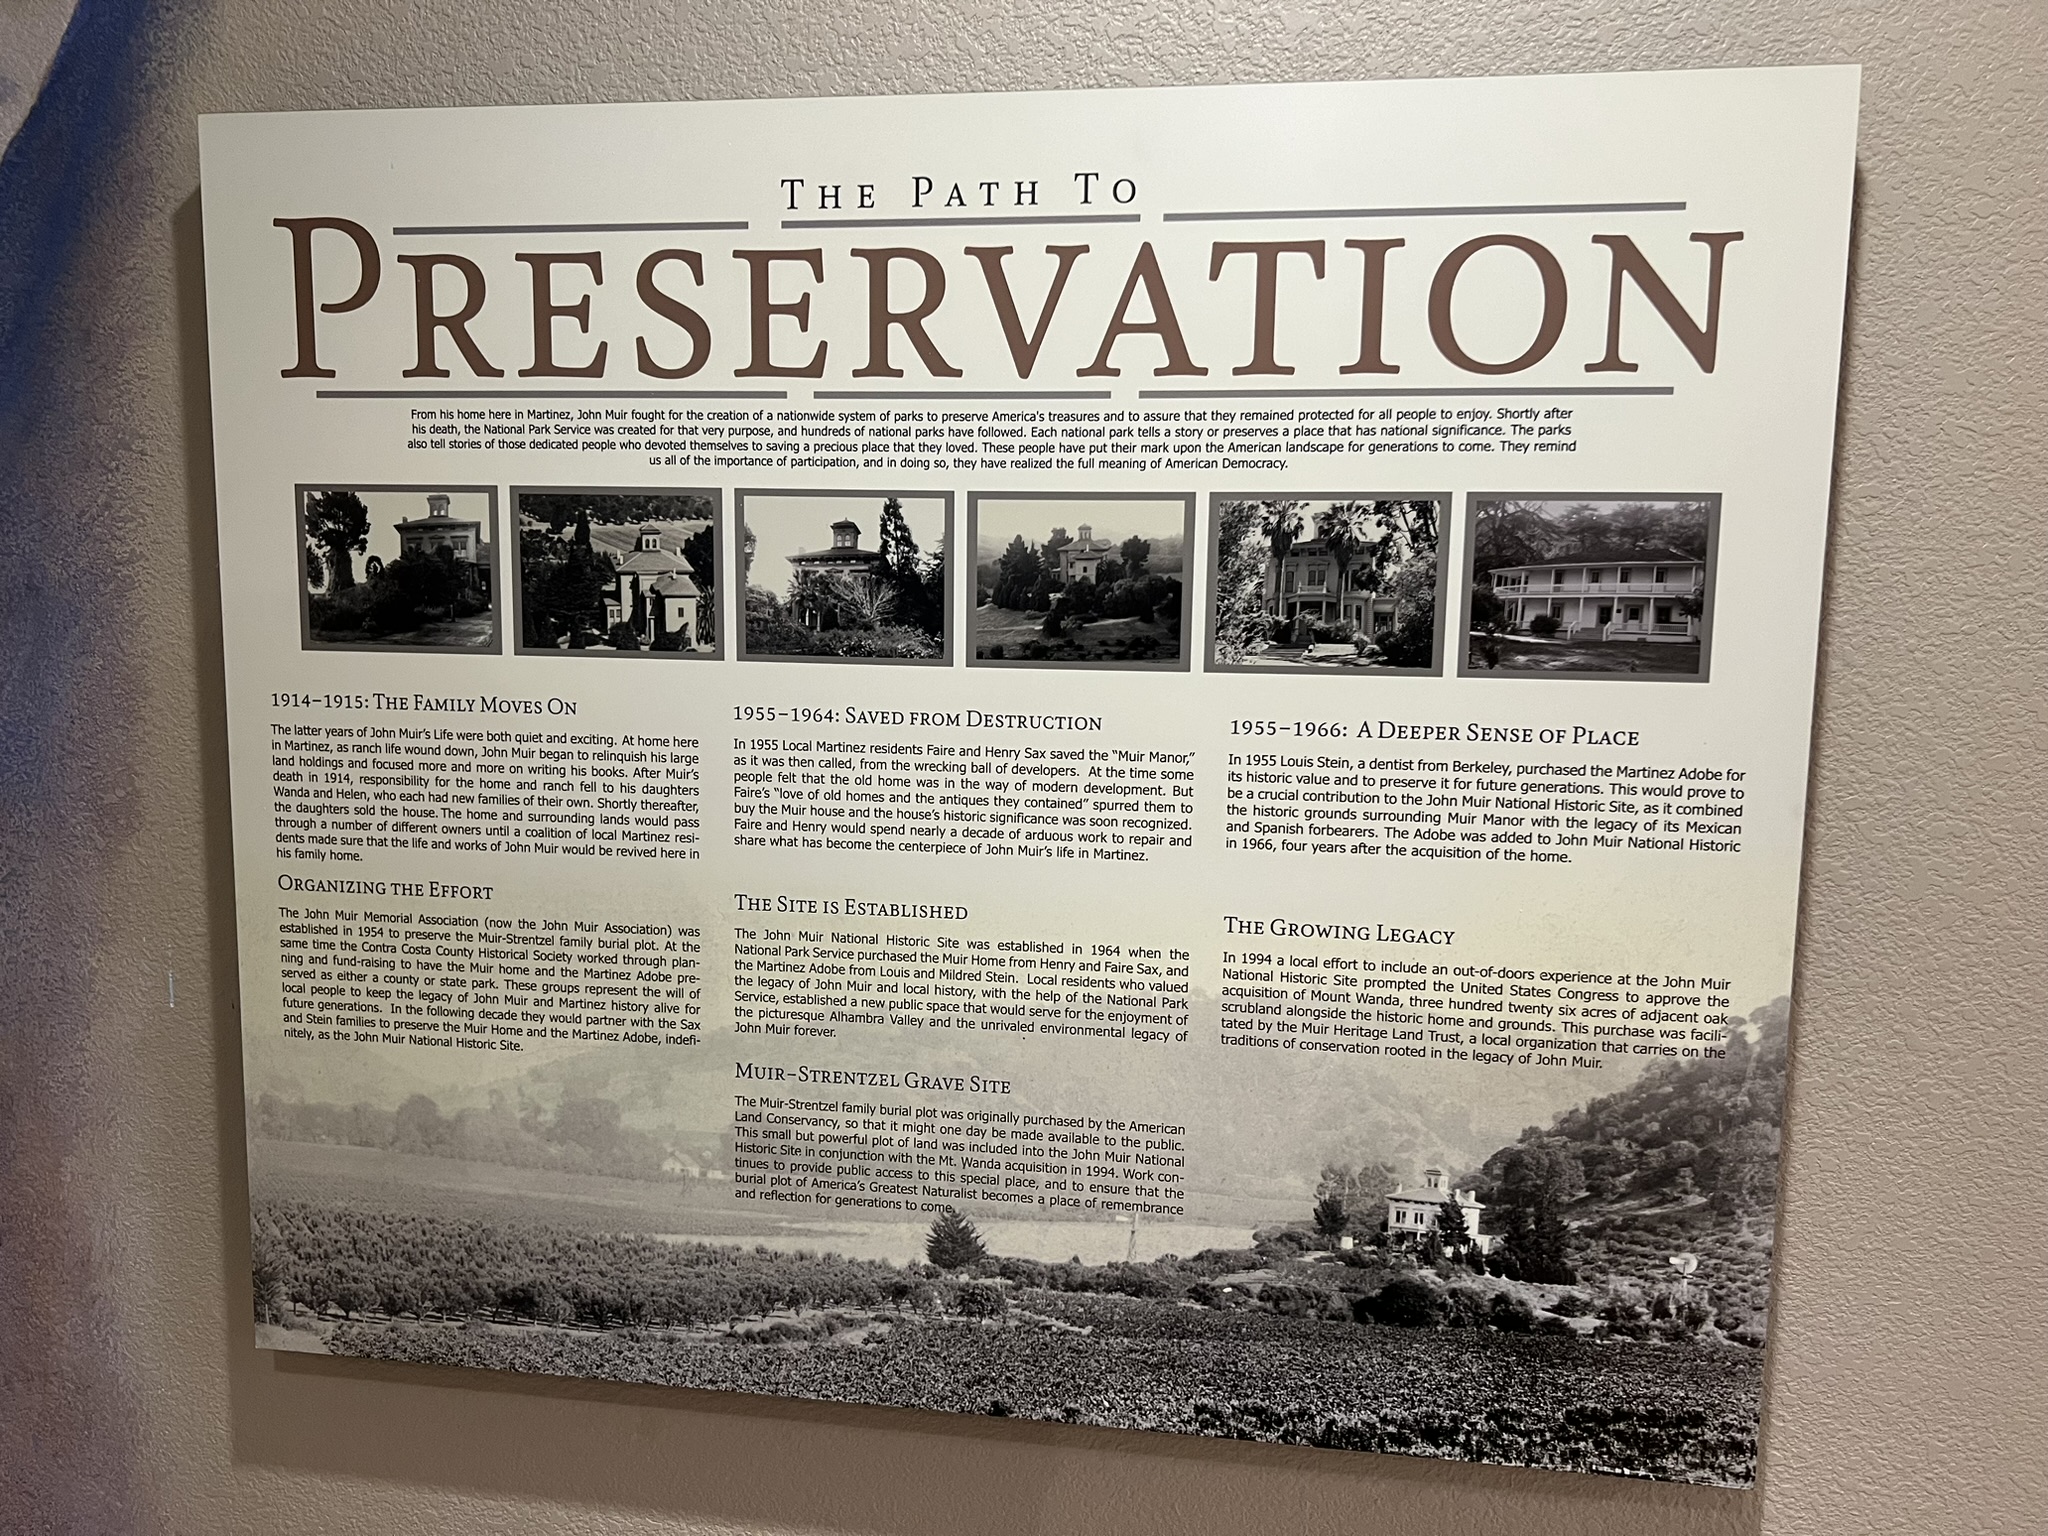 THE PATH TO
PRESERVATION
From his home here in Martinez, John Muir fought for the creation of a nationwide system of parks to preserve America's treasures and to assure that they remained protected for all people to enjoy. Shortly after
his death, the National Park Service was created for that very purpose, and hundreds of national parks have followed. Each national park tells a story or preserves a place that has national significance. The parks
also tell stories of those dedicated people who devoted themselves to saving a precious place that they loved. These people have put their mark upon the American landscape for generations to come. They remind
us all of the importance of participation, and in doing so, they have realized the full meaning of American Democracy.
1914–1915: THE FAMILY MOVES ON
The latter years of John Muir's Life were both quiet and exciting. At home here
in Martinez, as ranch life wound down, John Muir began to relinquish his large
land holdings and focused more and more on writing his books. After Muir's
death in 1914, responsibility for the home and ranch fell to his daughters
Wanda and Helen, who each had new families of their own. Shortly thereafter,
the daughters sold the house. The home and surrounding lands would pass
through a number of different owners until a coalition of local Martinez resi-
dents made sure that the life and works of John Muir would be revived here in
his family home.
ORGANIZING THE EFFORT
The John Muir Memorial Association (now the John Muir Association) was
established in 1954 to preserve the Muir-Strentzel family burial plot. At the
same time the Contra Costa County Historical Society worked through plan-
ning and fund-raising to have the Muir home and the Martinez Adobe pre-
served as either a county or state park. These groups represent the will of
local people to keep the legacy of John Muir and Martinez history alive for
future generations. In the following decade they would partner with the Sax
and Stein families to preserve the Muir Home and the Martinez Adobe, indefi-
nitely, as the John Muir National Historic Site.
1955–1964: SAVED FROM DESTRUCTION
In 1955 Local Martinez residents Faire and Henry Sax saved the "Muir Manor,"
as it was then called, from the wrecking ball of developers. At the time some
people felt that the old home was in the way of modern development. But
Faire's "love of old homes and the antiques they contained" spurred them to
buy the Muir house and the house's historic significance was soon recognized.
Faire and Henry would spend nearly a decade of arduous work to repair and
share what has become the centerpiece of John Muir's life in Martinez.
THE SITE IS ESTABLISHED
The John Muir National Historic Site was established in 1964 when the
National Park Service purchased the Muir Home from Henry and Faire Sax, and
the Martinez Adobe from Louis and Mildred Stein. Local residents who valued
the legacy of John Muir and local history, with the help of the National Park
Service, established a new public space that would serve for the enjoyment of
the picturesque Alhambra Valley and the unrivaled environmental legacy of
John Muir forever.
MUIR–STRENTZEL GRAVE SITE
The Muir-Strentzel family burial plot was originally purchased by the American
Land Conservancy, so that it might one day be made available to the public.
This small but powerful plot of land was included into the John Muir National
Historic Site in conjunction with the Mt. Wanda acquisition in 1994. Work con-
tinues to provide public access to this special place, and to ensure that the
burial plot of America's Greatest Naturalist becomes a place of remembrance
and reflection for generations to come.
1955–1966: A DEEPER SENSE OF PLACE
In 1955 Louis Stein, a dentist from Berkeley, purchased the Martinez Adobe for
its historic value and to preserve it for future generations. This would prove to
be a crucial contribution to the John Muir National Historic Site, as it combined
the historic grounds surrounding Muir Manor with the legacy of its Mexican
and Spanish forbearers. The Adobe was added to John Muir National Historic
in 1966, four years after the acquisition of the home.
THE GROWING LEGACY
In 1994 a local effort to include an out-of-doors experience at the John Muir
National Historic Site prompted the United States Congress to approve the
acquisition of Mount Wanda, three hundred twenty six acres of adjacent oak
scrubland alongside the historic home and grounds. This purchase was facili-
tated by the Muir Heritage Land Trust, a local organization that carries on the
traditions of conservation rooted in the legacy of John Muir.